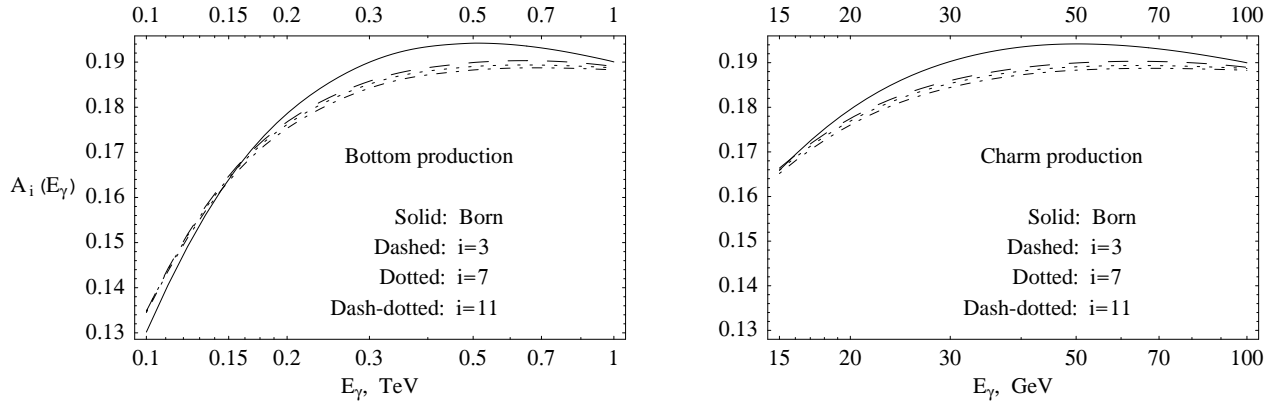 0.1 0.15 0.2 0.3 0.5 0.7 1
0.19
0.18
0.17
0.16
0.15
0.14
0.13
A_i (E_γ)
Bottom production
Solid: Born
Dashed: i=3
Dotted: i=7
Dash-dotted: i=11
0.1 0.15 0.2 0.3 0.5 0.7 1
E_γ, TeV
15 20 30 50 70 100
0.19
0.18
0.17
0.16
0.15
0.14
0.13
Charm production
Solid: Born
Dashed: i=3
Dotted: i=7
Dash-dotted: i=11
15 20 30 50 70 100
E_γ, GeV